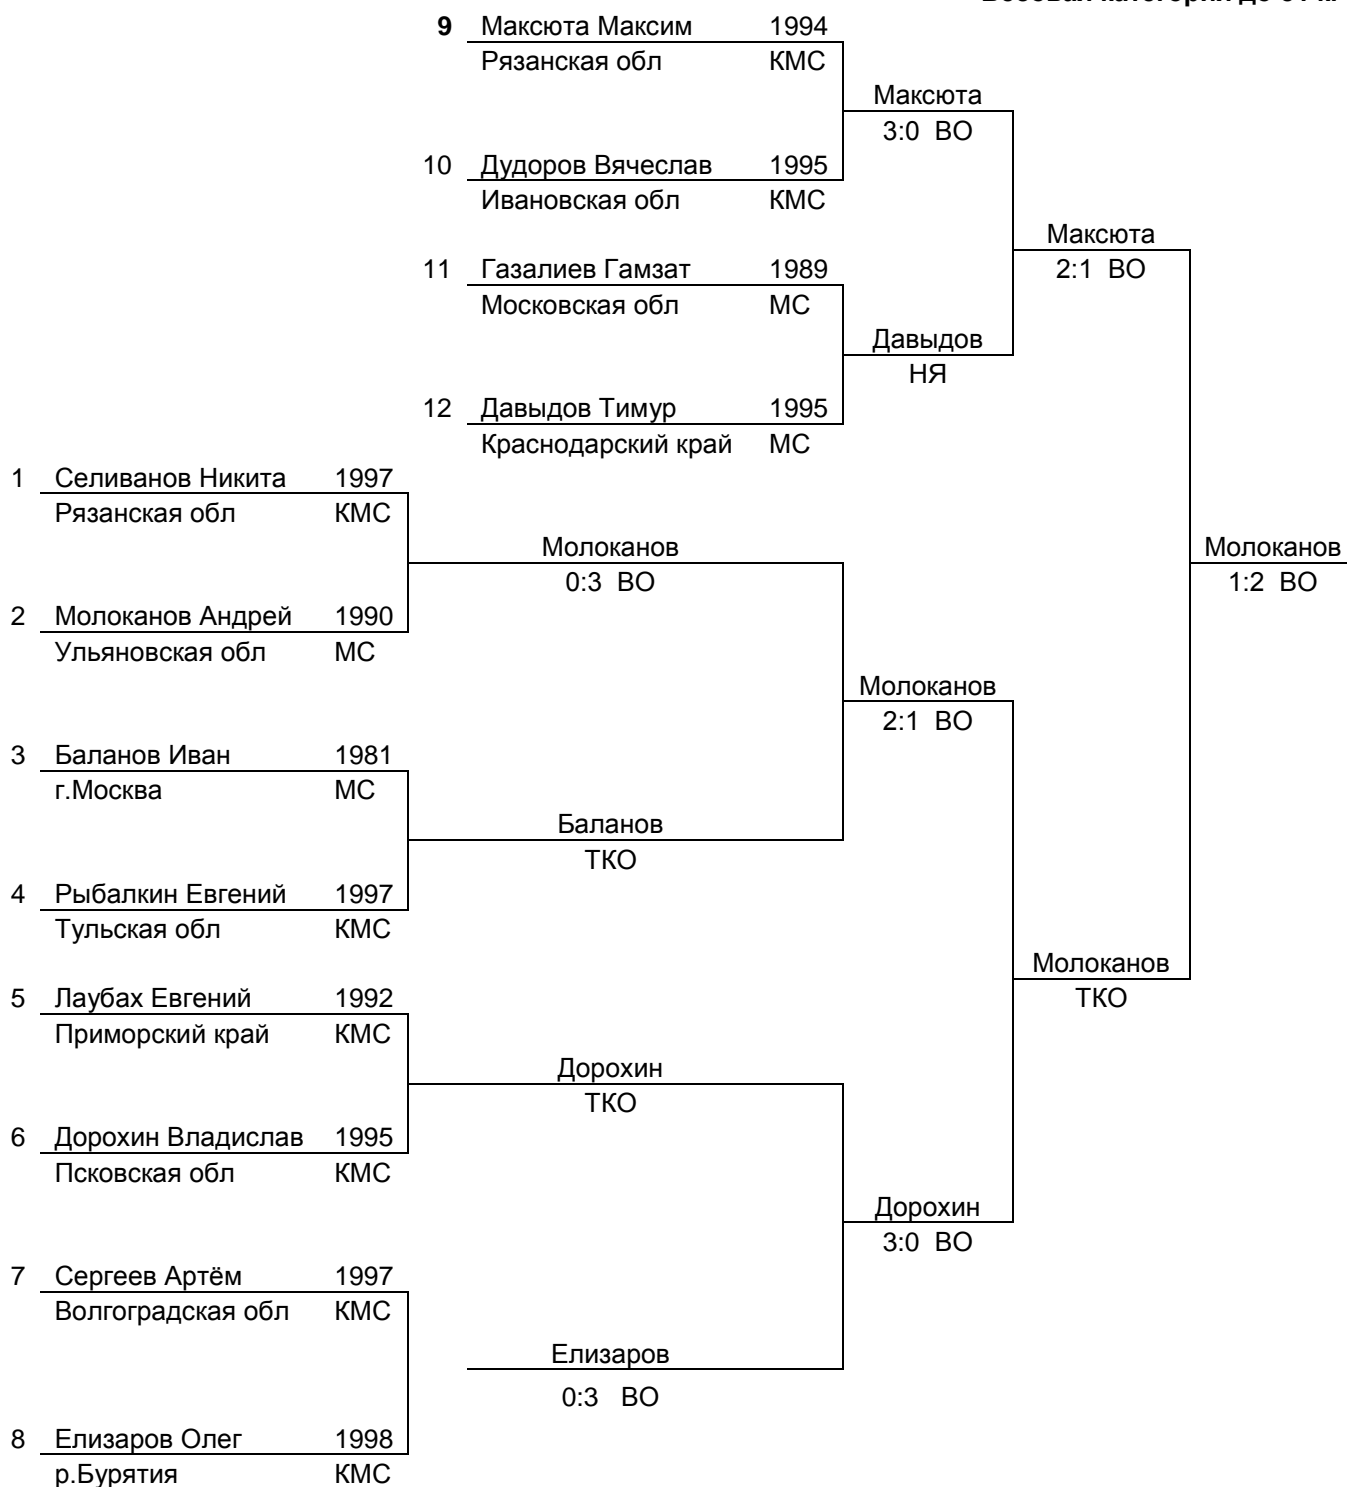 9 Максюта Максим 1994
Рязанская обл КМС
Максюта
3:0 ВО
10 Дудоров Вячеслав 1995
Ивановская обл КМС
Максюта
2:1 ВО
11 Газалиев Гамзат 1989
Московская обл МС
Давыдов
НЯ
12 Давыдов Тимур 1995
Краснодарский край МС
1 Селиванов Никита 1997
Рязанская обл КМС
Молоканов Молоканов
0:3 ВО 1:2 ВО
2 Молоканов Андрей 1990
Ульяновская обл МС
Молоканов
2:1 ВО
3 Баланов Иван 1981
г.Москва МС
Баланов
ТКО
4 Рыбалкин Евгений 1997
Тульская обл КМС
Молоканов
ТКО
5 Лаубах Евгений 1992
Приморский край КМС
Дорохин
ТКО
6 Дорохин Владислав 1995
Псковская обл КМС
Дорохин
3:0 ВО
7 Сергеев Артём 1997
Волгоградская обл КМС
Елизаров
0:3 ВО
8 Елизаров Олег 1998
р.Бурятия КМС